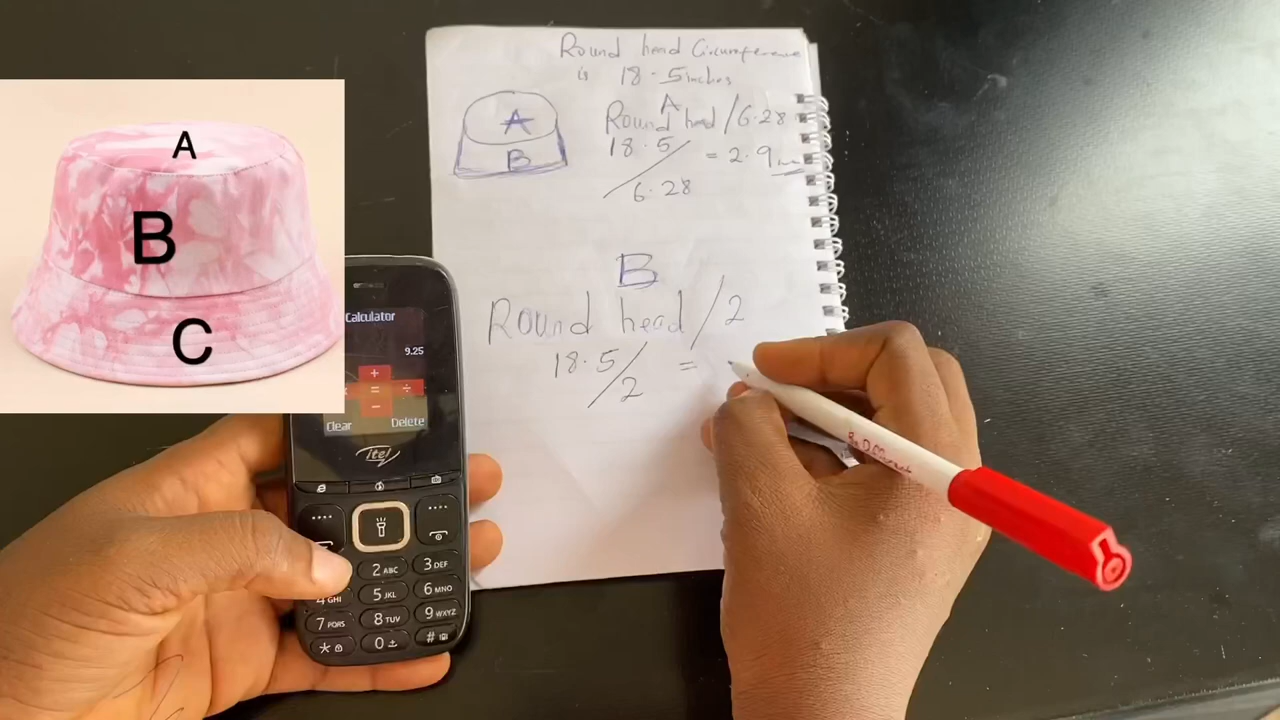 A
B
C
Round head Circumference
is 18.5 inches
A
B
A
Round head / 6.28
18.5 / 6.28 = 2.9
B
Round head / 2
18.5 / 2 =
Calculator
9.25
+
=
÷
-
Clear
Delete
itel
2 ABC
3 DEF
4 GHI
5 JKL
6 MNO
7 PQRS
8 TUV
9 WXYZ
*
0
#